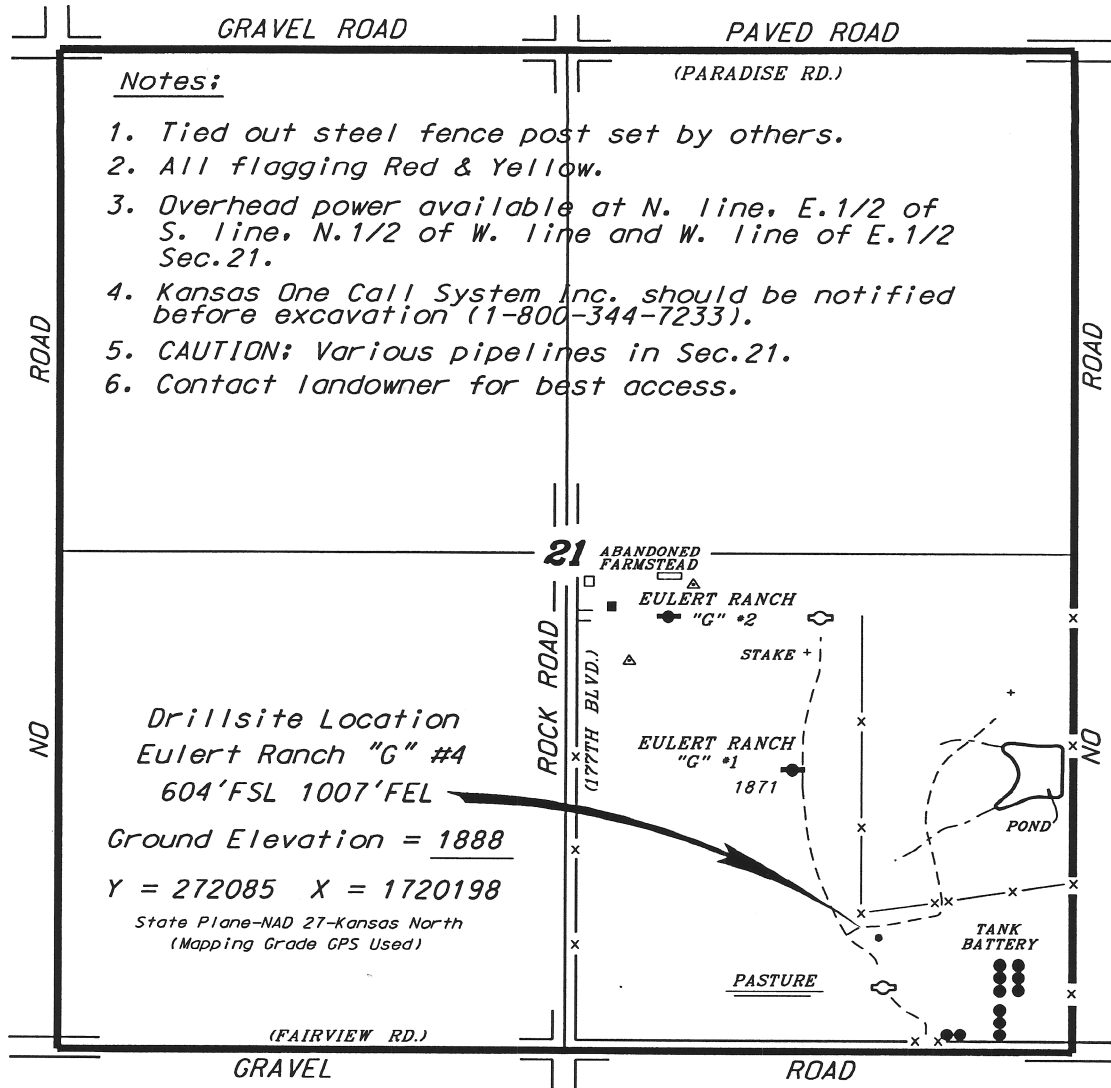 GRAVEL ROAD
PAVED ROAD
(PARADISE RD.)
Notes:
1. Tied out steel fence post set by others.
2. All flagging Red & Yellow.
3. Overhead power available at N. line, E.1/2 of
S. line, N.1/2 of W. line and W. line of E.1/2
Sec.21.
4. Kansas One Call System Inc. should be notified
before excavation (1-800-344-7233).
5. CAUTION: Various pipelines in Sec.21.
6. Contact landowner for best access.
ROAD
ROAD
21
ABANDONED
FARMSTEAD
EULERT RANCH
"G" #2
STAKE +
ROCK ROAD
(177TH BLVD.)
NO
NO
EULERT RANCH
"G" #1
1871
POND
Drillsite Location
Eulert Ranch "G" #4
604'FSL 1007'FEL
Ground Elevation = 1888
Y = 272085 X = 1720198
State Plane-NAD 27-Kansas North
(Mapping Grade GPS Used)
TANK
BATTERY
PASTURE
(FAIRVIEW RD.)
GRAVEL
ROAD